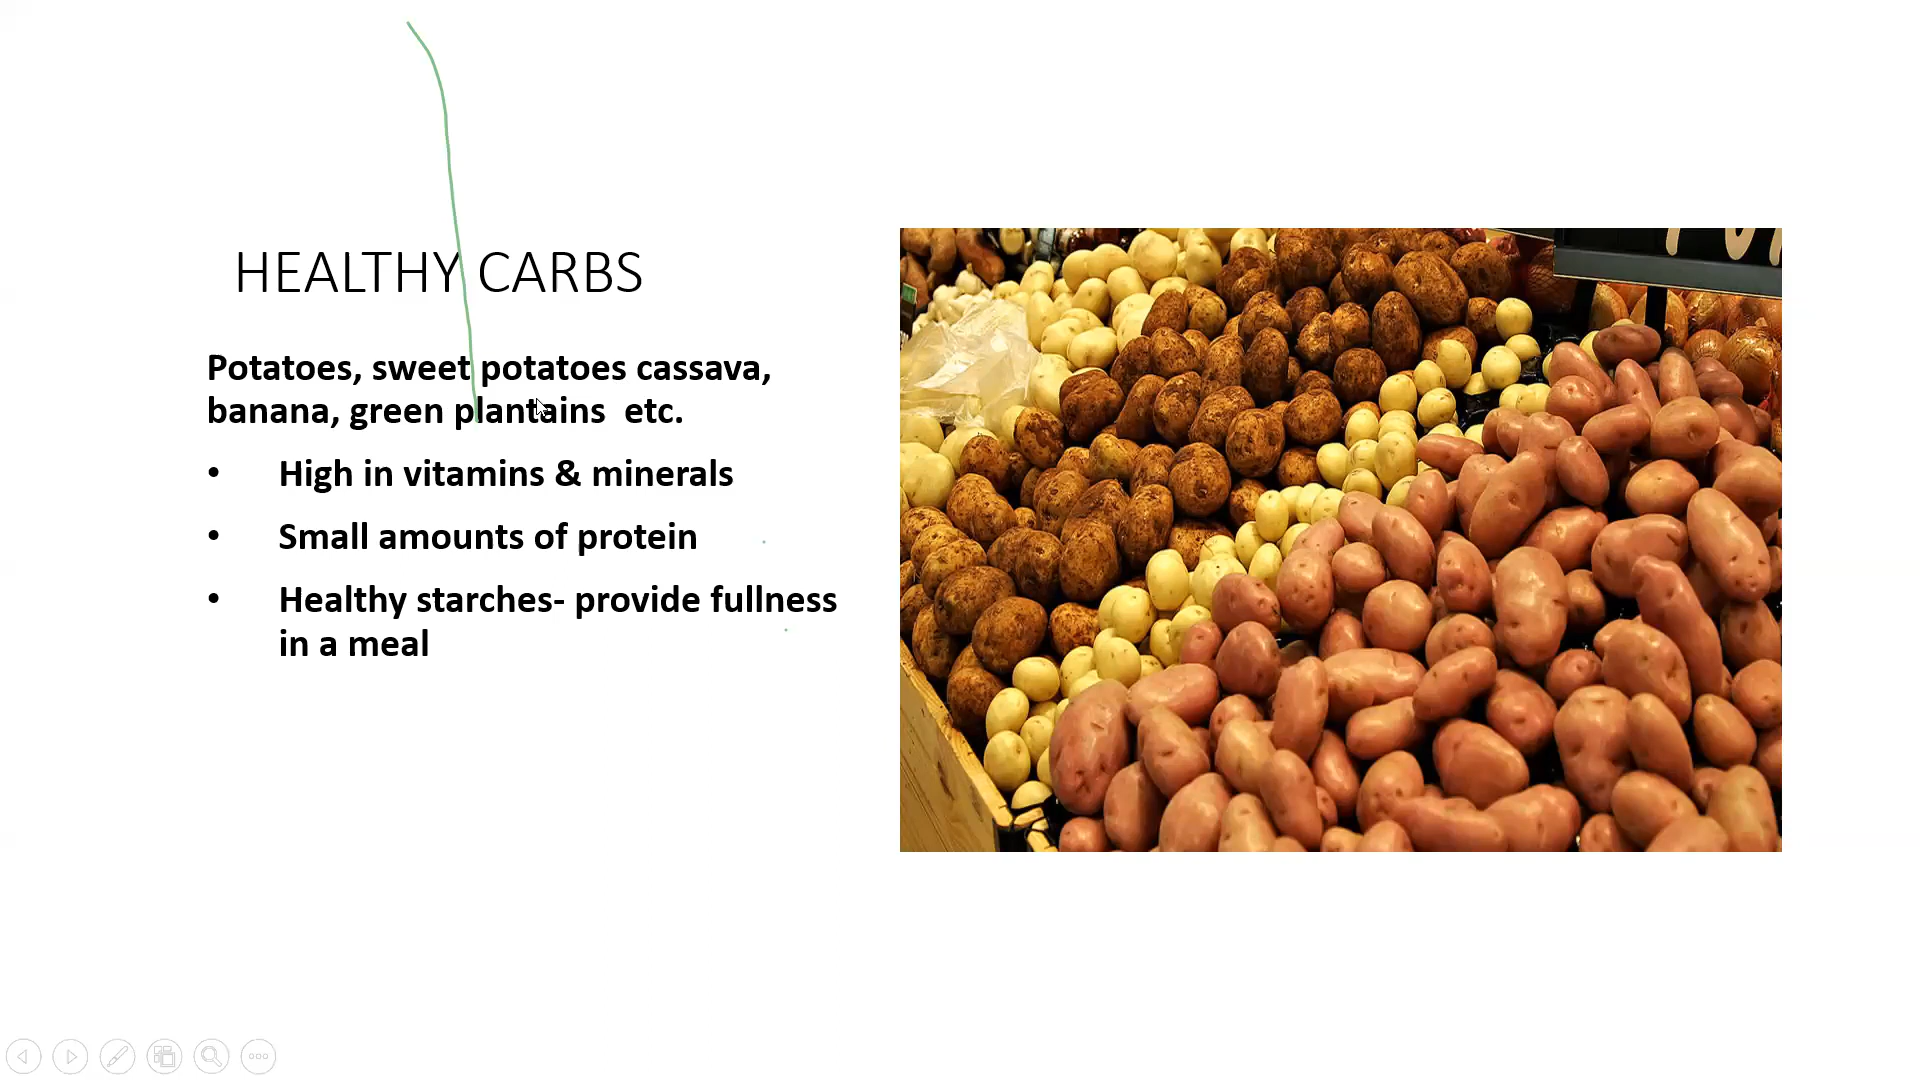 HEALTHY CARBS
Potatoes, sweet potatoes cassava,
banana, green plantains  etc.
• High in vitamins & minerals
• Small amounts of protein
• Healthy starches- provide fullness
in a meal